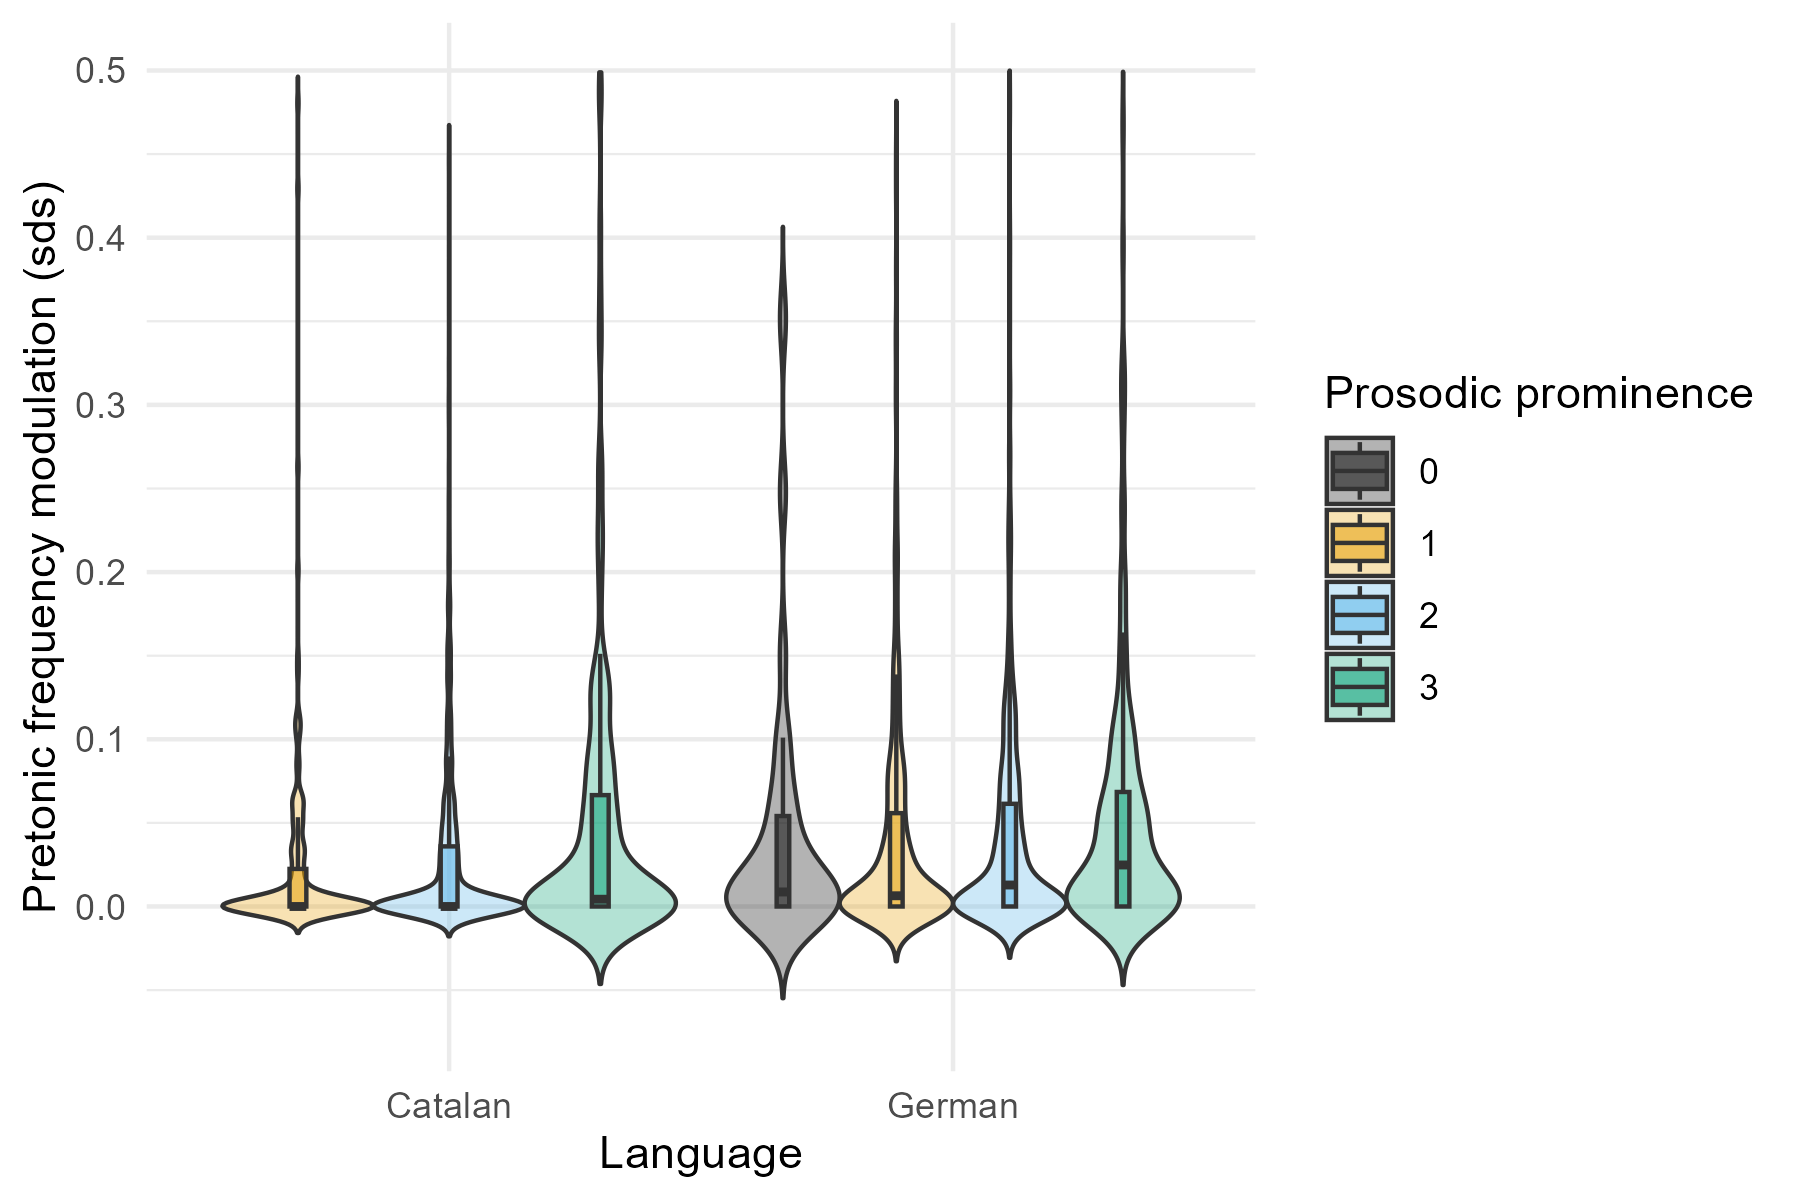 Pretonic frequency modulation (sds)
0.5
0.4
0.3
0.2
0.1
0.0
Catalan
German
Language
Prosodic prominence
0
1
2
3